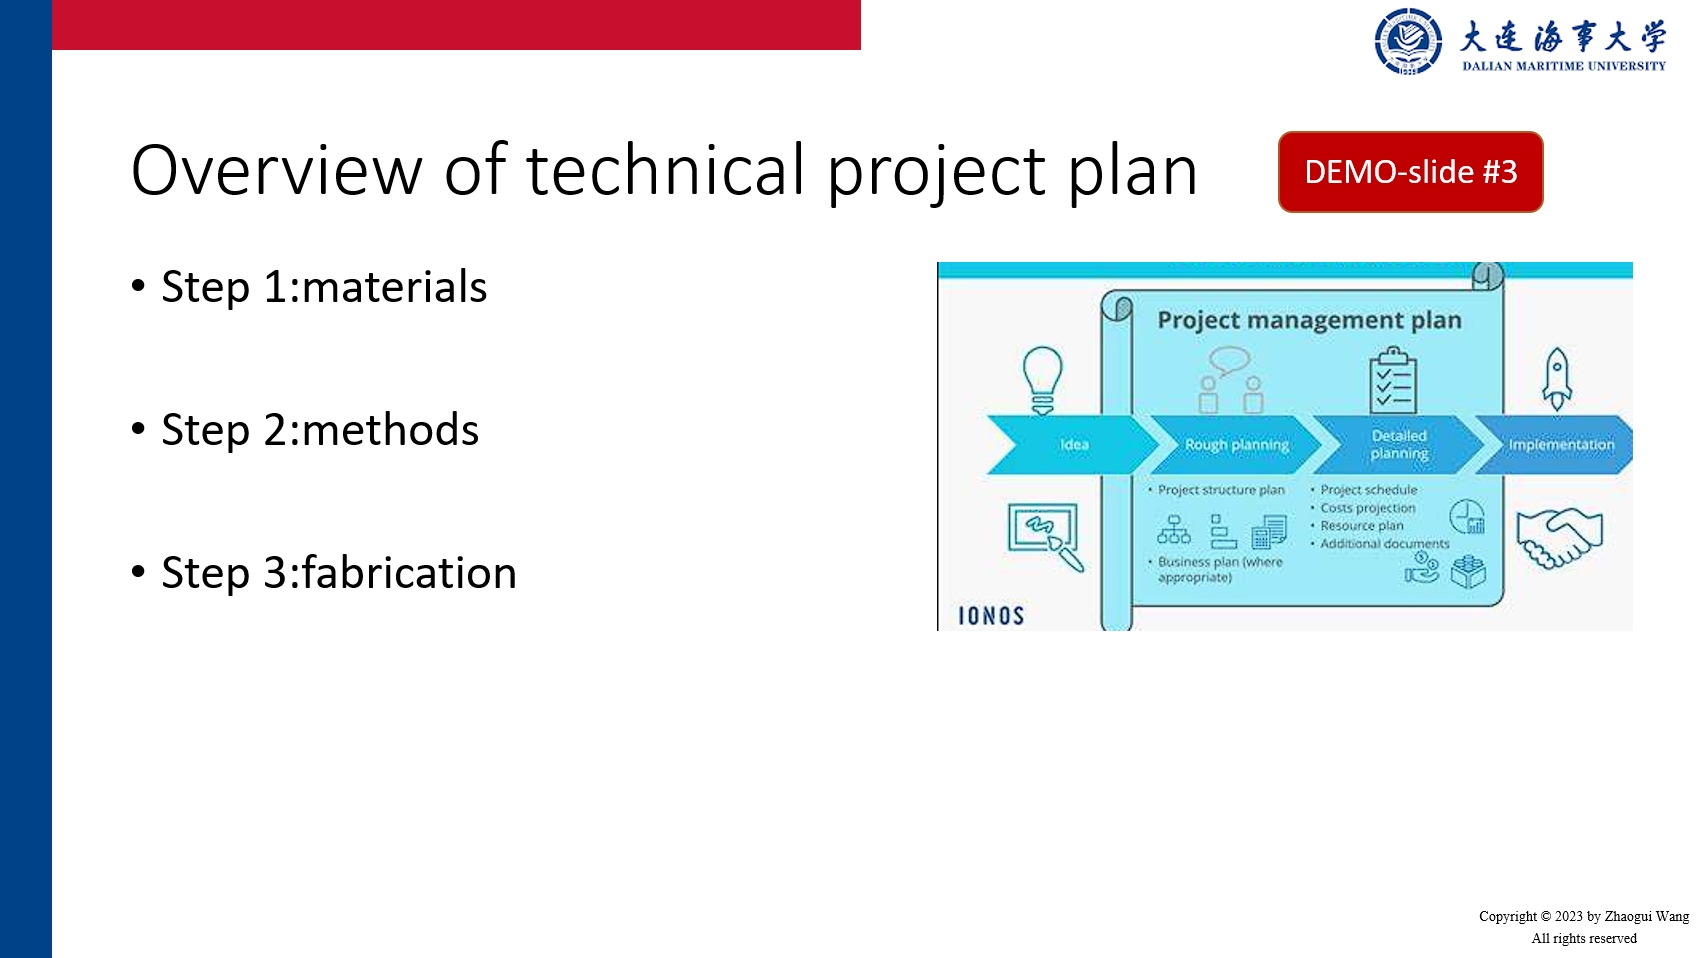 大连海事大学
DALIAN MARITIME UNIVERSITY
Overview of technical project plan
DEMO-slide #3
• Step 1:materials
• Step 2:methods
• Step 3:fabrication
Project management plan
Idea
Rough planning
Detailed
planning
Implementation
• Project structure plan
• Business plan (where
appropriate)
• Project schedule
• Costs projection
• Resource plan
• Additional documents
IONOS
Copyright © 2023 by Zhaogui Wang
All rights reserved